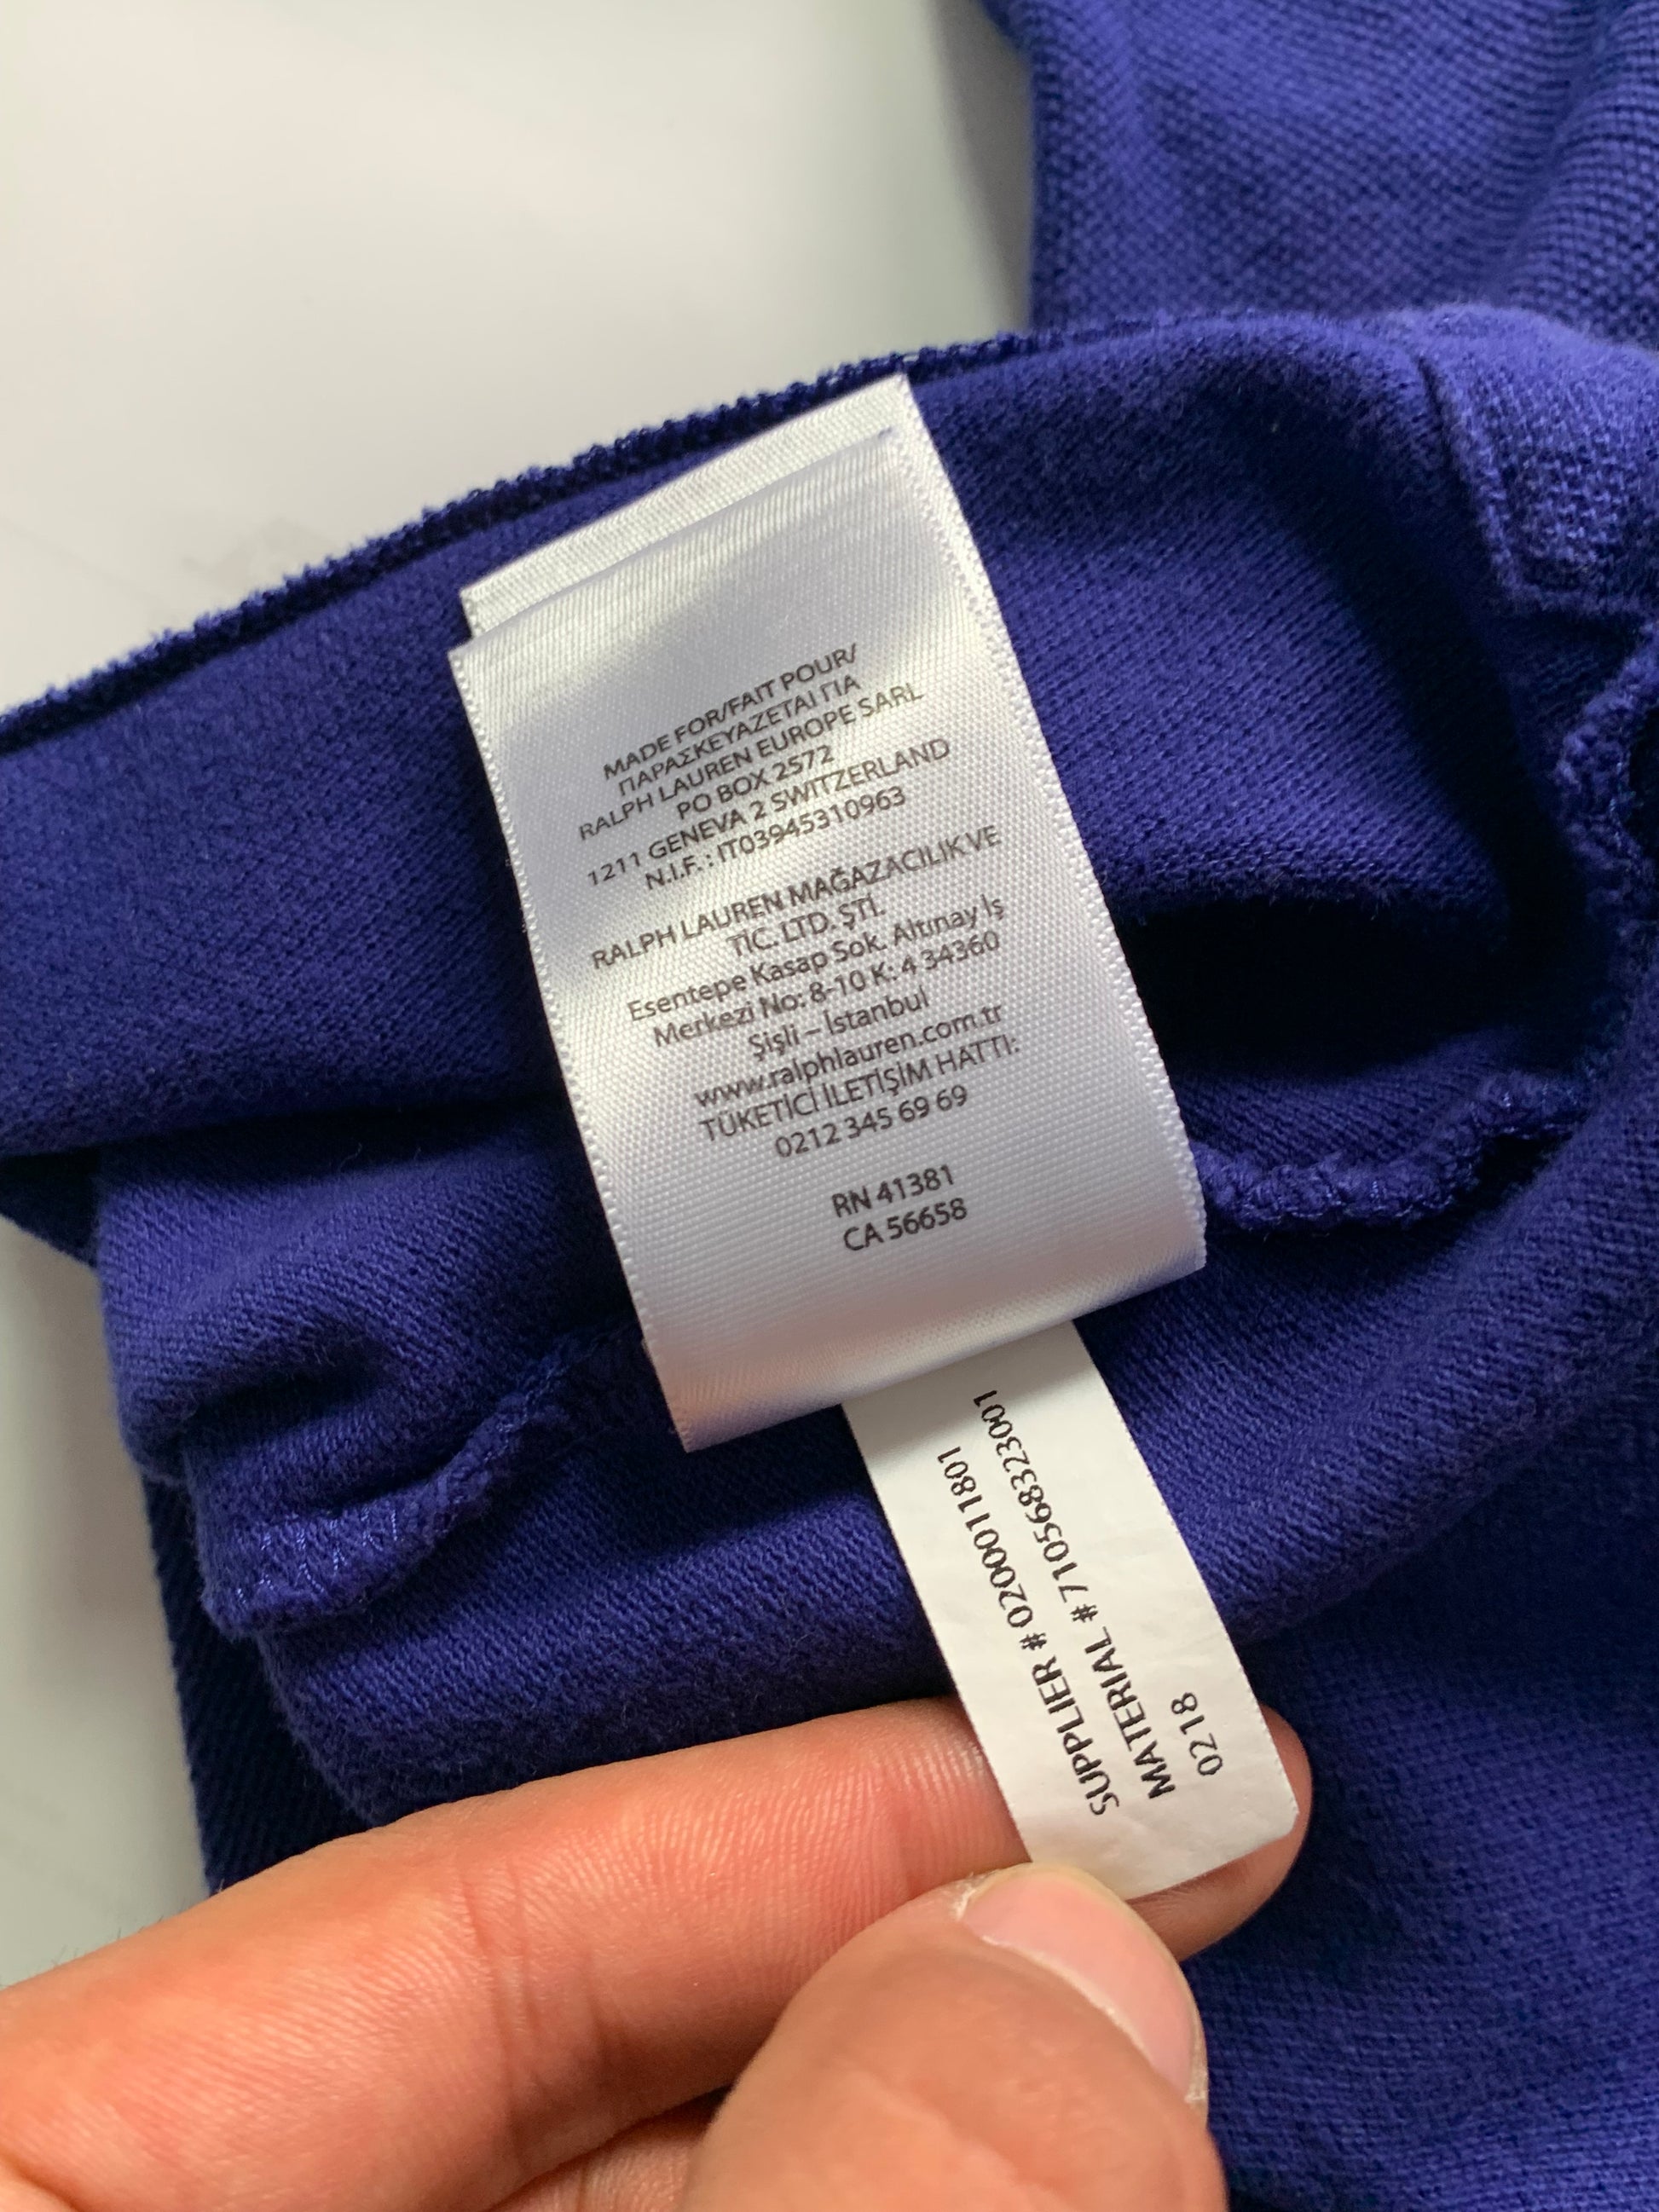 MADE FOR/FAIT POUR/
ΠΑΡΑΣΚΕΥΑΖΕΤΑΙ ΓΙΑ
RALPH LAUREN EUROPE SARL
PO BOX 2572
1211 GENEVA 2 SWITZERLAND
N.I.F. : IT03945310963
RALPH LAUREN MAĞAZACILIK VE
TİC. LTD. ŞTİ.
Esentepe Kasap Sok. Altınay İş
Merkezi No: 8-10 K: 4 34360
Şişli – İstanbul
www.ralphlauren.com.tr
TÜKETİCİ İLETİŞİM HATTI:
0212 345 69 69
RN 41381
CA 56658
SUPPLIER # 0200011801
MATERIAL # 710568323001
0218